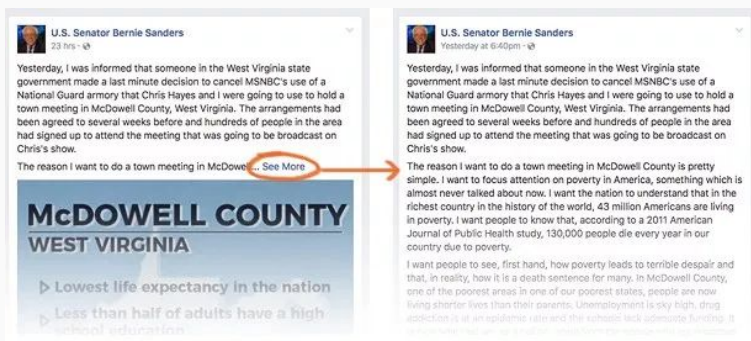 U.S. Senator Bernie Sanders
23 hrs ·
Yesterday, I was informed that someone in the West Virginia state
government made a last minute decision to cancel MSNBC's use of a
National Guard armory that Chris Hayes and I were going to use to hold a
town meeting in McDowell County, West Virginia. The arrangements had
been agreed to several weeks before and hundreds of people in the area
had signed up to attend the meeting that was going to be broadcast on
Chris's show.
The reason I want to do a town meeting in McDowell... See More
McDOWELL COUNTY
WEST VIRGINIA
Lowest life expectancy in the nation
Less than half of adults have a high
school education
U.S. Senator Bernie Sanders
Yesterday at 6:40pm ·
Yesterday, I was informed that someone in the West Virginia state
government made a last minute decision to cancel MSNBC's use of a
National Guard armory that Chris Hayes and I were going to use to hold a
town meeting in McDowell County, West Virginia. The arrangements had
been agreed to several weeks before and hundreds of people in the area
had signed up to attend the meeting that was going to be broadcast on
Chris's show.
The reason I want to do a town meeting in McDowell County is pretty
simple. I want to focus attention on poverty in America, something which is
almost never talked about now. I want the nation to understand that in the
richest country in the history of the world, 43 million Americans are living
in poverty. I want people to know that, according to a 2011 American
Journal of Public Health study, 130,000 people die every year in our
country due to poverty.
I want people to see, first hand, how poverty leads to terrible despair and
that, in reality, how it is a death sentence for many. In McDowell County,
one of the poorest areas in one of our poorest states, people are now
living shorter lives than their parents. Unemployment is sky high, drug
addiction is at an epidemic rate and the schools lack adequate funding. It